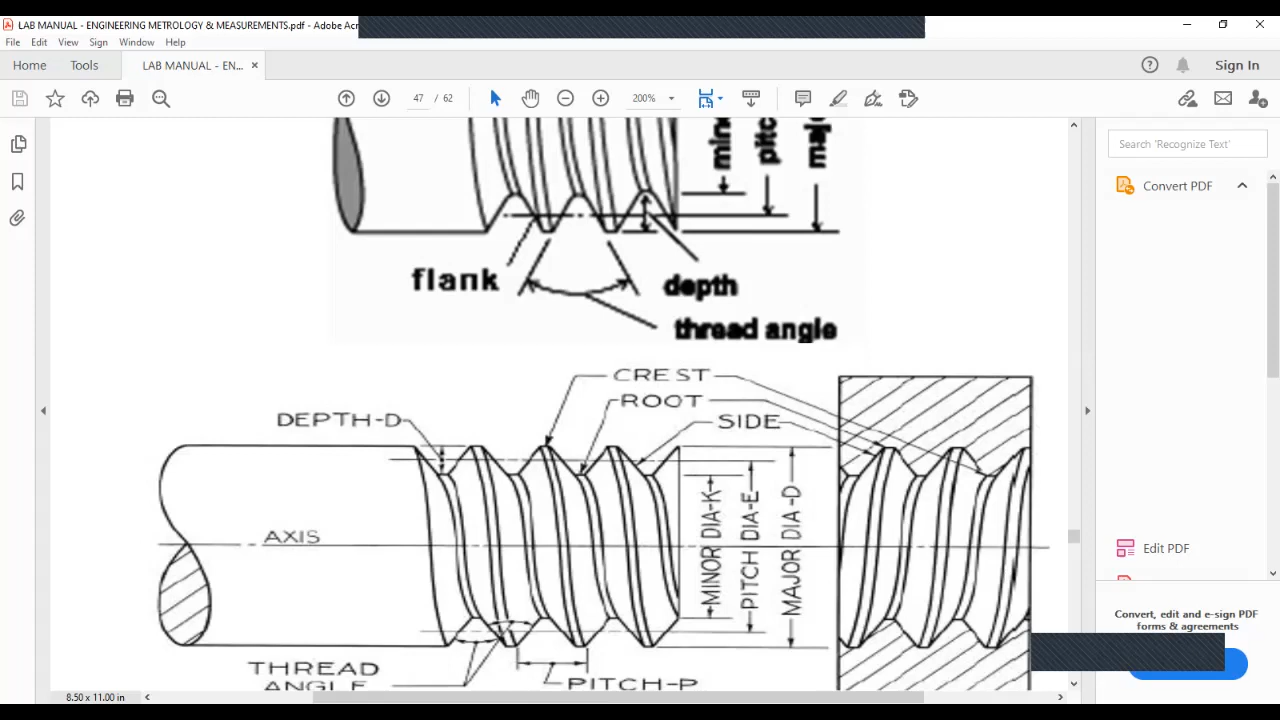 LAB MANUAL - ENGINEERING METROLOGY & MEASUREMENTS.pdf - Adobe Acr
File Edit View Sign Window Help
Home Tools LAB MANUAL - EN... × Sign In
47 / 62 200%
Search 'Recognize Text'
Convert PDF
flank
depth
thread angle
CREST
ROOT
DEPTH-D
SIDE
AXIS
MINOR DIA-K
PITCH DIA-E
MAJOR DIA-D
THREAD
ANGLE
PITCH-P
Edit PDF
Convert, edit and e-sign PDF
forms & agreements
8.50 x 11.00 in